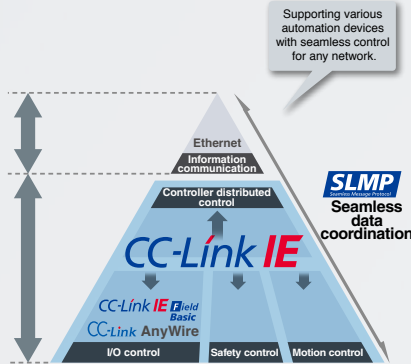 Supporting various
automation devices
with seamless control
for any network.
Ethernet
Information
communication
Controller distributed
control
SLMP
Seamless Message Protocol
Seamless
data
coordination
CC-Link IE
CC-Link IE Field
Basic
CC-Link AnyWire
I/O control
Safety control
Motion control